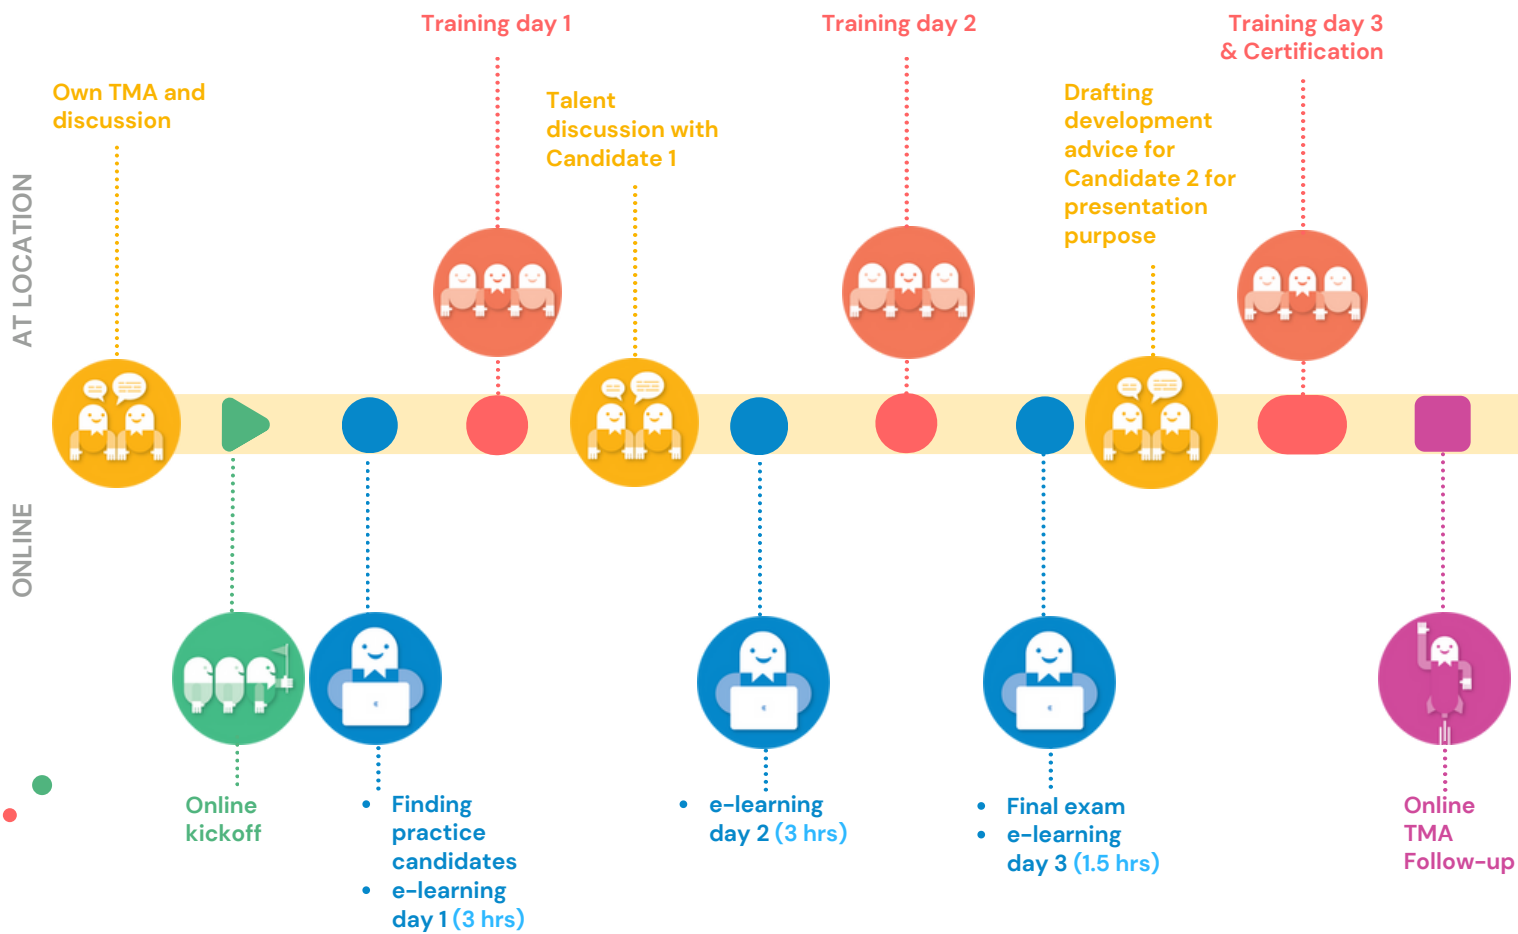 Training day 1
Training day 2
Training day 3
& Certification
Own TMA and
discussion
Talent
discussion with
Candidate 1
Drafting
development
advice for
Candidate 2 for
presentation
purpose
AT LOCATION
ONLINE
Online
kickoff
• Finding
practice
candidates
• e-learning
day 1 (3 hrs)
• e-learning
day 2 (3 hrs)
• Final exam
• e-learning
day 3 (1.5 hrs)
Online
TMA
Follow-up